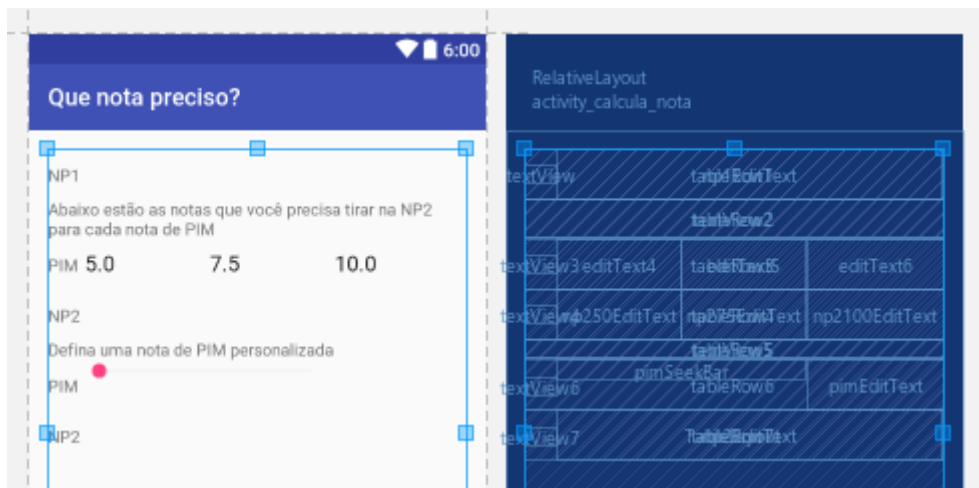 6:00
Que nota preciso?
NP1
Abaixo estão as notas que você precisa tirar na NP2
para cada nota de PIM
PIM 5.0 7.5 10.0
NP2
Defina uma nota de PIM personalizada
PIM
NP2
RelativeLayout
activity_calcula_nota
textView
textView3 editText4 editText6
np250EditText np2100EditText
pimSeekBar
textView6 tableRow6 pimEditText
textView7